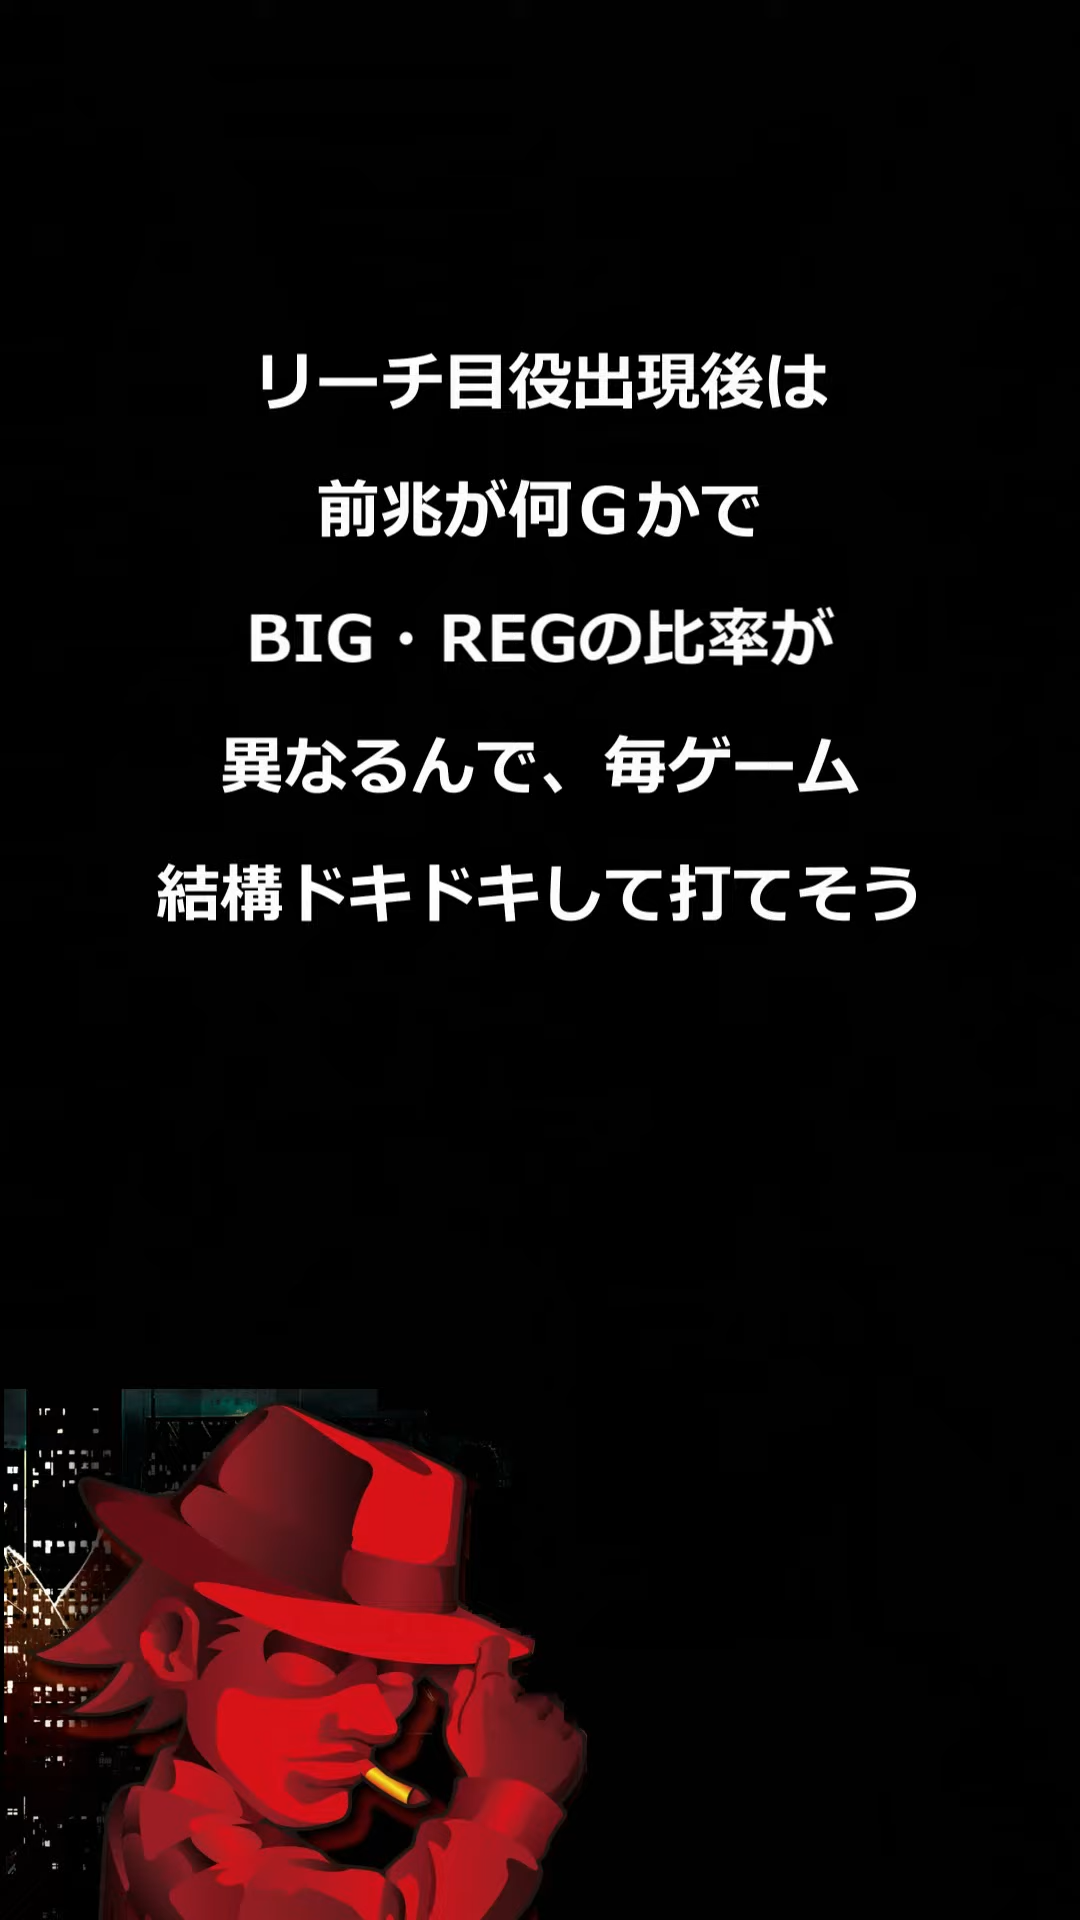 リーチ目役出現後は
前兆が何Ｇかで
BIG・REGの比率が
異なるんで、毎ゲーム
結構ドキドキして打てそう